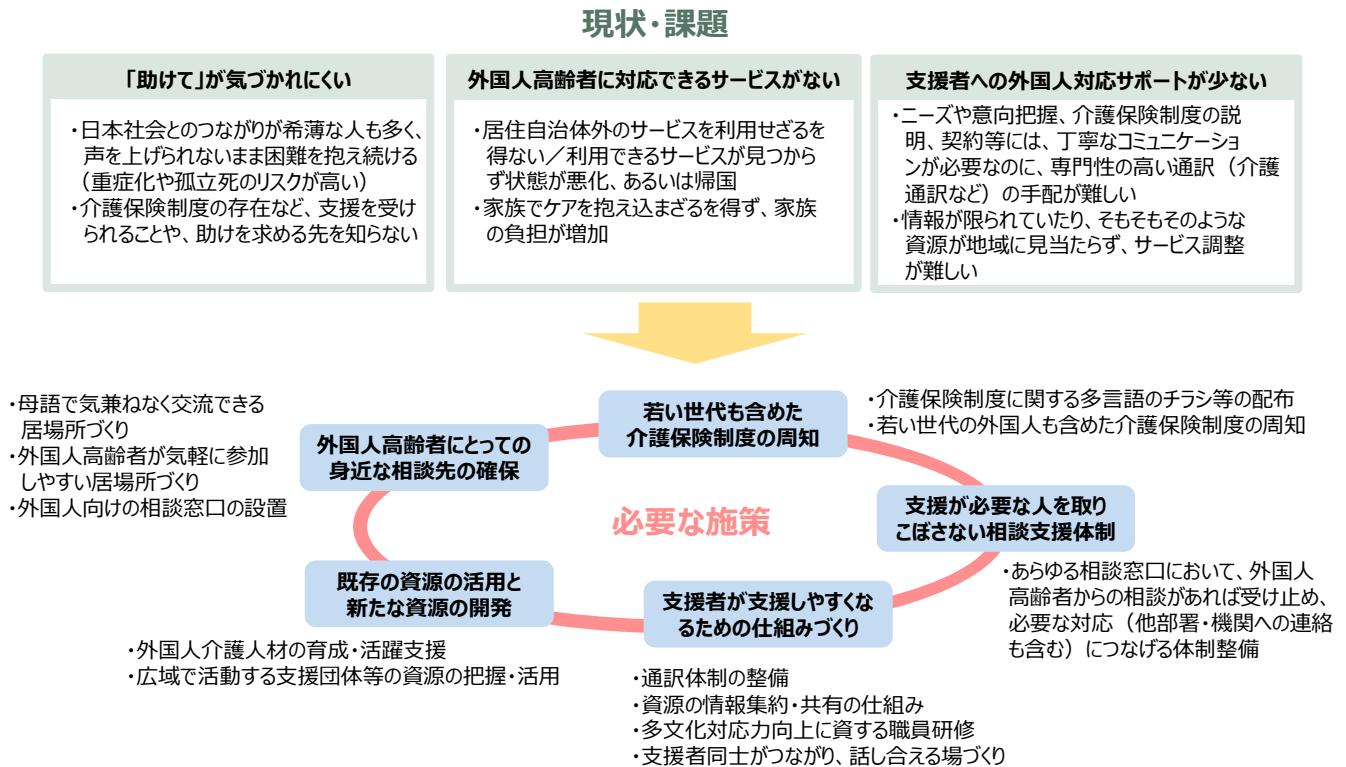 現状・課題
「助けて」が気づかれにくい
・日本社会とのつながりが希薄な人も多く、
声を上げられないまま困難を抱え続ける
（重症化や孤立死のリスクが高い）
・介護保険制度の存在など、支援を受け
られることや、助けを求める先を知らない
外国人高齢者に対応できるサービスがない
・居住自治体外のサービスを利用せざるを
得ない／利用できるサービスが見つから
ず状態が悪化、あるいは帰国
・家族でケアを抱え込まざるを得ず、家族
の負担が増加
支援者への外国人対応サポートが少ない
・ニーズや意向把握、介護保険制度の説
明、契約等には、丁寧なコミュニケーショ
ンが必要なのに、専門性の高い通訳（介護
通訳など）の手配が難しい
・情報が限られていたり、そもそもそのような
資源が地域に見当たらず、サービス調整
が難しい
若い世代も含めた
介護保険制度の周知
・介護保険制度に関する多言語のチラシ等の配布
・若い世代の外国人も含めた介護保険制度の周知
・母語で気兼ねなく交流できる
居場所づくり
・外国人高齢者が気軽に参加
しやすい居場所づくり
・外国人向けの相談窓口の設置
外国人高齢者にとっての
身近な相談先の確保
必要な施策
支援が必要な人を取り
こぼさない相談支援体制
・あらゆる相談窓口において、外国人
高齢者からの相談があれば受け止め、
必要な対応（他部署・機関への連絡
も含む）につなげる体制整備
既存の資源の活用と
新たな資源の開発
・外国人介護人材の育成・活躍支援
・広域で活動する支援団体等の資源の把握・活用
支援者が支援しやすくな
るための仕組みづくり
・通訳体制の整備
・資源の情報集約・共有の仕組み
・多文化対応力向上に資する職員研修
・支援者同士がつながり、話し合える場づくり